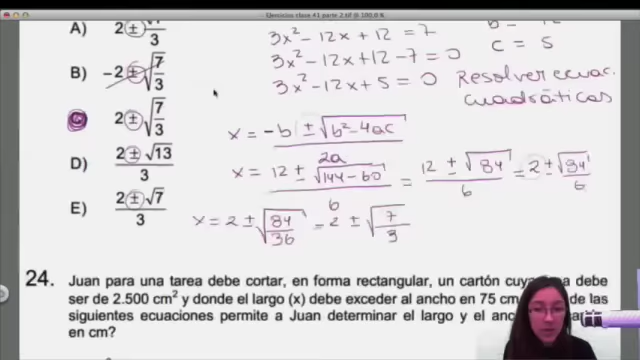 Ejercicios clase 41 parte 2.tif @ 100,0 %
A) 2 ± √7/3
B) -2 ± √(7/3)
C) 2 ± √(7/3)
D) (2 ± √13)/3
E) (2 ± √7)/3
3x² - 12x + 12 = 7
3x² - 12x + 12 - 7 = 0
3x² - 12x + 5 = 0
c = 5
Resolver ecuac.
cuadráticas
x = (-b ± √(b² - 4ac))/2a
x = (12 ± √(144 - 60))/6 = (12 ± √84)/6 = 2 ± √84/6
x = 2 ± √(84/36) = 2 ± √(7/3)
24. Juan para una tarea debe cortar, en forma rectangular, un cartón debe
ser de 2.500 cm² y donde el largo (x) debe exceder al ancho en 75 cm de las
siguientes ecuaciones permite a Juan determinar el largo y el
en cm?